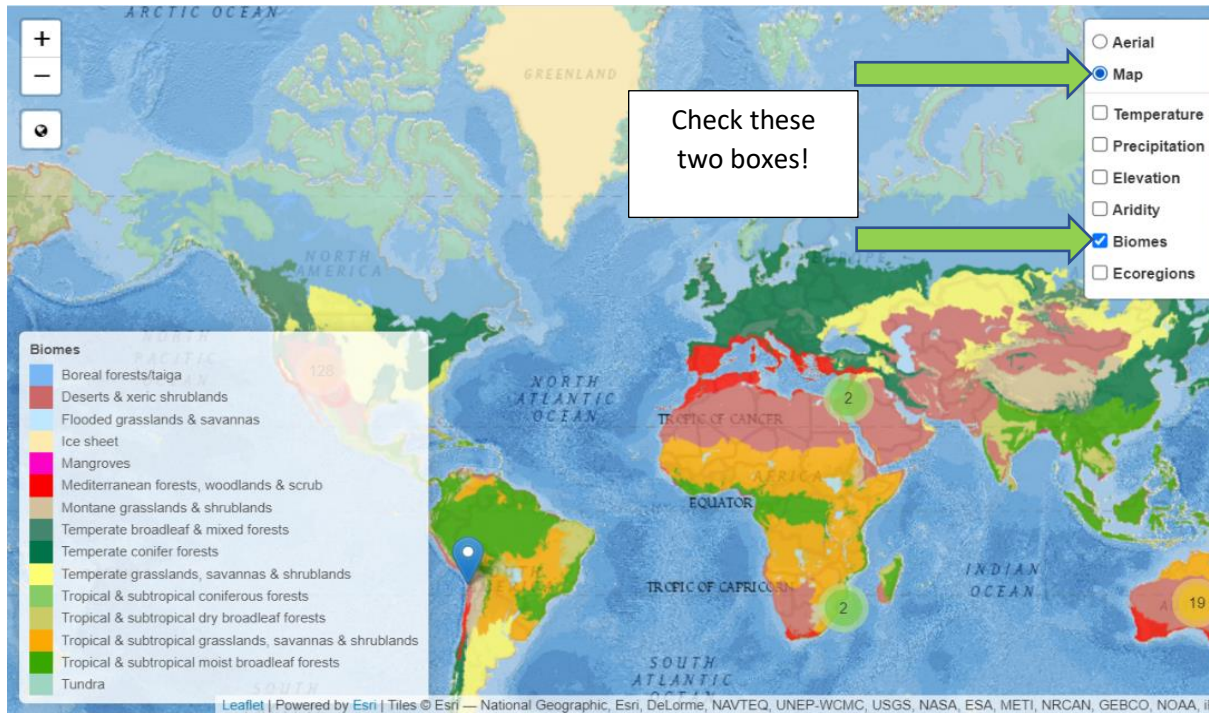 ARCTIC OCEAN
GREENLAND
+
−
Aerial
Map
Temperature
Precipitation
Elevation
Aridity
Biomes
Ecoregions
Check these
two boxes!
NORTH
AMERICA
EUROPE
128
2
NORTH
ATLANTIC
OCEAN
TROPIC OF CANCER
AFRICA
EQUATOR
TROPIC OF CAPRICORN
INDIAN
OCEAN
2
19
SOUTH
ATLANTIC
OCEAN
Biomes
Boreal forests/taiga
Deserts & xeric shrublands
Flooded grasslands & savannas
Ice sheet
Mangroves
Mediterranean forests, woodlands & scrub
Montane grasslands & shrublands
Temperate broadleaf & mixed forests
Temperate conifer forests
Temperate grasslands, savannas & shrublands
Tropical & subtropical coniferous forests
Tropical & subtropical dry broadleaf forests
Tropical & subtropical grasslands, savannas & shrublands
Tropical & subtropical moist broadleaf forests
Tundra
Leaflet | Powered by Esri | Tiles © Esri — National Geographic, Esri, DeLorme, NAVTEQ, UNEP-WCMC, USGS, NASA, ESA, METI, NRCAN, GEBCO, NOAA,